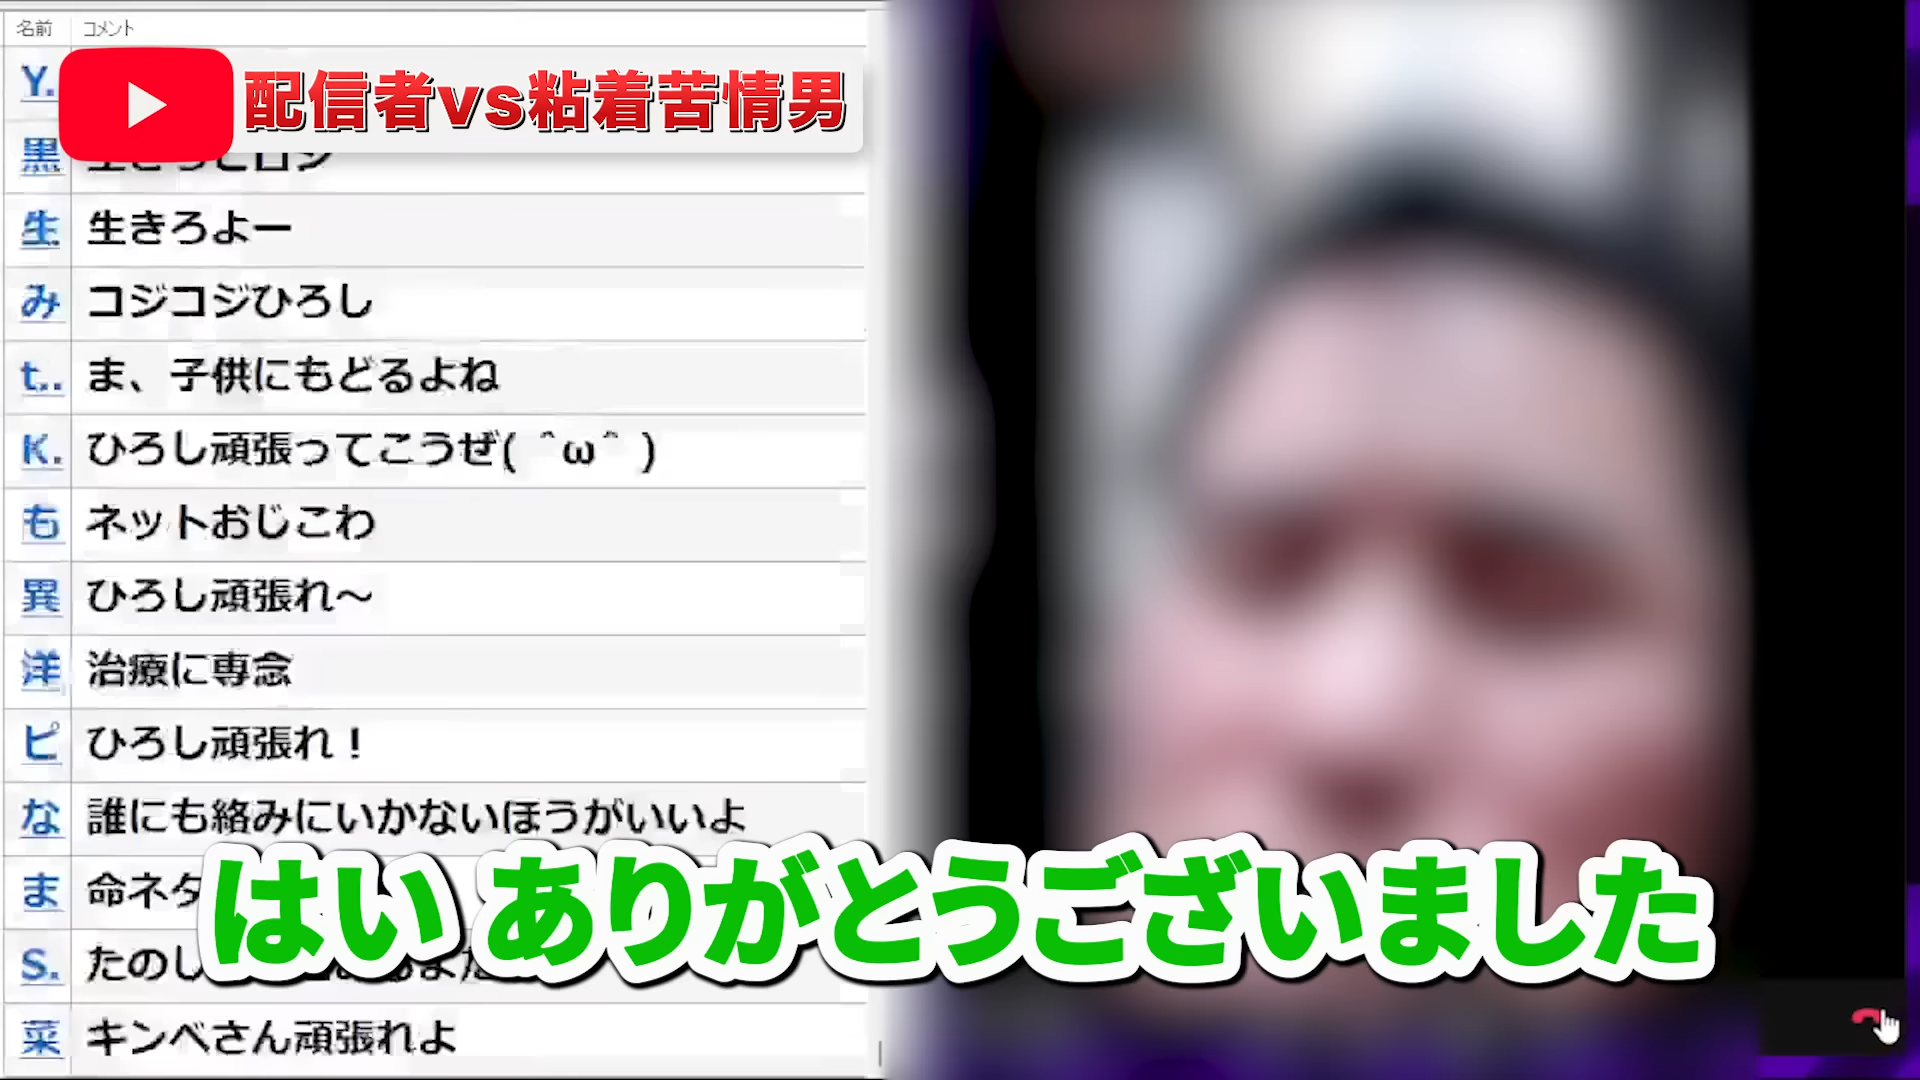 名前 コメント
配信者vs粘着苦情男
Y.
黒
生 生きろよー
み コジコジひろし
t.. ま、子供にもどるよね
K. ひろし頑張ってこうぜ( ＾ω＾ )
も ネットおじこわ
異 ひろし頑張れ～
洋 治療に専念
ピ ひろし頑張れ！
な 誰にも絡みにいかないほうがいいよ
ま 命ネタ
はい ありがとうございました
S. たのし
菜 キンベさん頑張れよ